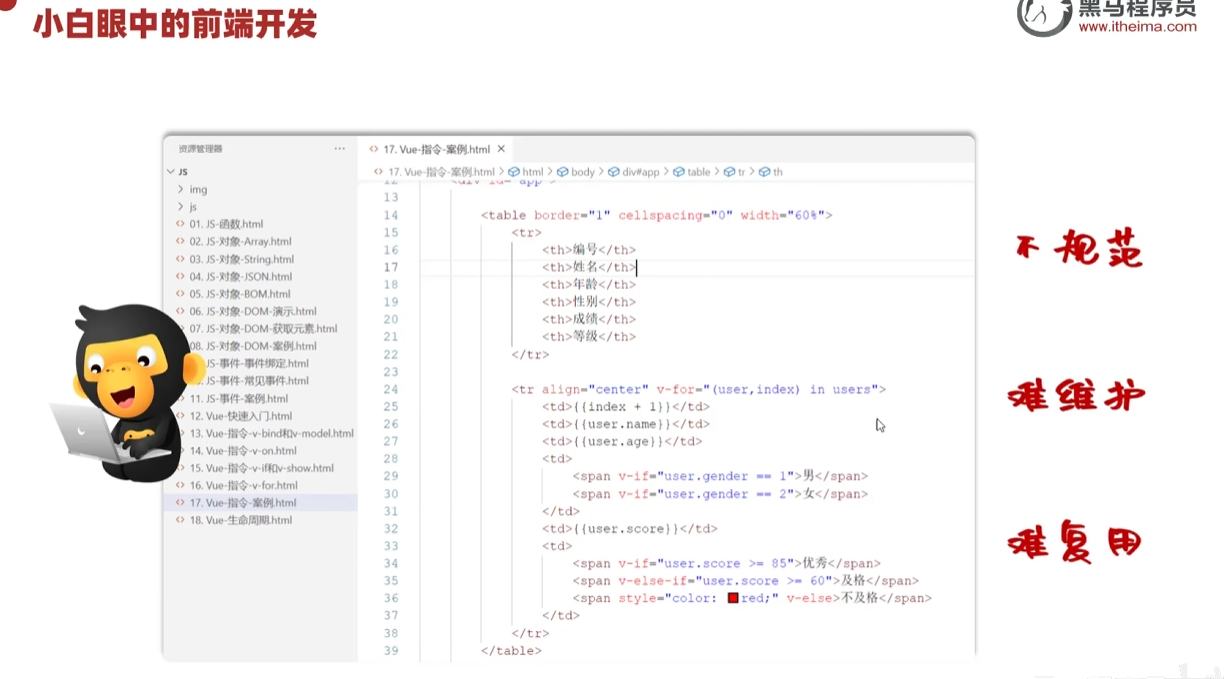 小白眼中的前端开发
黑马程序员
www.itheima.com
资源管理器 ···
JS
img
js
01. JS-函数.html
02. JS-对象-Array.html
03. JS-对象-String.html
04. JS-对象-JSON.html
05. JS-对象-BOM.html
06. JS-对象-DOM-演示.html
07. JS-对象-DOM-获取元素.html
08. JS-对象-DOM-案例.html
JS-事件-事件绑定.html
JS-事件-常见事件.html
11. JS-事件-案例.html
12. Vue-快速入门.html
13. Vue-指令-v-bind和v-model.html
14. Vue-指令-v-on.html
15. Vue-指令-v-if和v-show.html
16. Vue-指令-v-for.html
17. Vue-指令-案例.html
18. Vue-生命周期.html
17. Vue-指令-案例.html
17. Vue-指令-案例.html > html > body > div#app > table > tr > th
12 <div id="app">
13
14 <table border="1" cellspacing="0" width="60%">
15 <tr>
16 <th>编号</th>
17 <th>姓名</th>
18 <th>年龄</th>
19 <th>性别</th>
20 <th>成绩</th>
21 <th>等级</th>
22 </tr>
23
24 <tr align="center" v-for="(user,index) in users">
25 <td>{{index + 1}}</td>
26 <td>{{user.name}}</td>
27 <td>{{user.age}}</td>
28 <td>
29 <span v-if="user.gender == 1">男</span>
30 <span v-if="user.gender == 2">女</span>
31 </td>
32 <td>{{user.score}}</td>
33 <td>
34 <span v-if="user.score >= 85">优秀</span>
35 <span v-else-if="user.score >= 60">及格</span>
36 <span style="color: red;" v-else>不及格</span>
37 </td>
38 </tr>
39 </table>
不规范
难维护
难复用